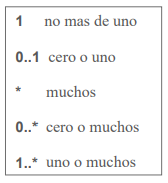 1 no mas de uno
0..1 cero o uno
* muchos
0..* cero o muchos
1..* uno o muchos